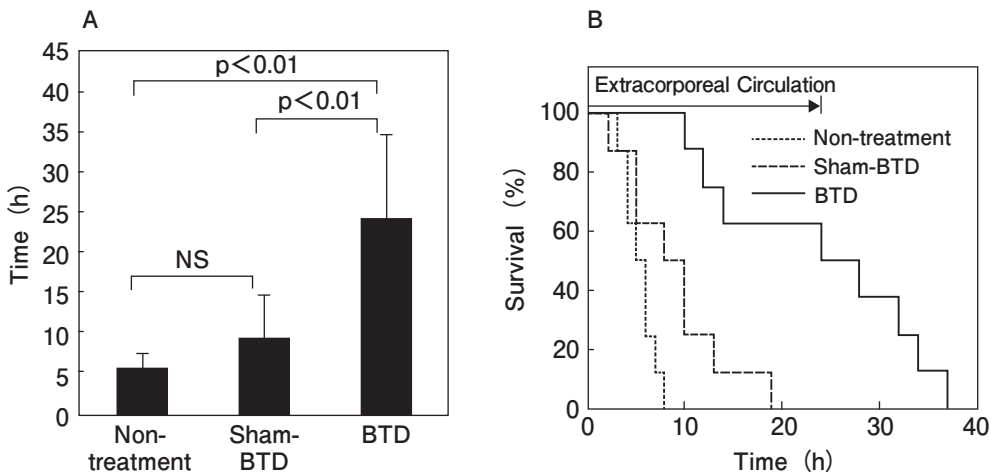 A
45
40
35
30
25
20
15
10
5
0
Time (h)
p<0.01
p<0.01
NS
Non-
treatment
Sham-
BTD
BTD
B
Extracorporeal Circulation
100
80
60
40
20
0
Survival (%)
Non-treatment
Sham-BTD
BTD
0
10
20
30
40
Time (h)